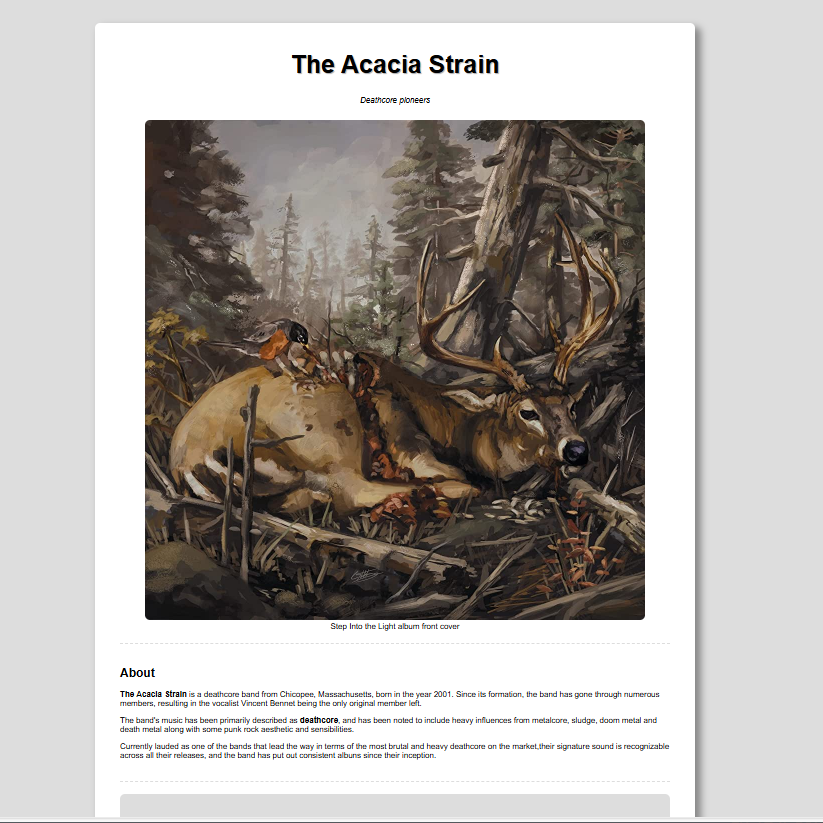 The Acacia Strain
Deathcore pioneers
Step Into the Light album front cover
About
The Acacia Strain is a deathcore band from Chicopee, Massachusetts, born in the year 2001. Since its formation, the band has gone through numerous
members, resulting in the vocalist Vincent Bennet being the only original member left.
The band's music has been primarily described as deathcore, and has been noted to include heavy influences from metalcore, sludge, doom metal and
death metal along with some punk rock aesthetic and sensibilities.
Currently lauded as one of the bands that lead the way in terms of the most brutal and heavy deathcore on the market,their signature sound is recognizable
across all their releases, and the band has put out consistent albums since their inception.